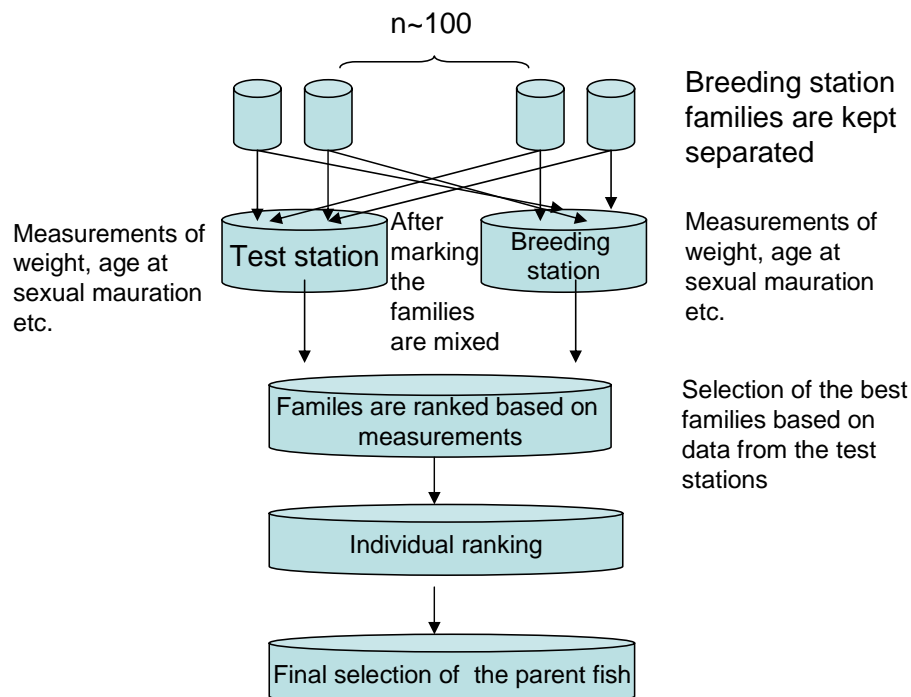 n~100
Breeding station
families are kept
separated
Measurements of
weight, age at
sexual mauration
etc.
Test station
After
marking
the
families
are mixed
Breeding
station
Measurements of
weight, age at
sexual mauration
etc.
Familes are ranked based on
measurements
Selection of the best
families based on
data from the test
stations
Individual ranking
Final selection of the parent fish